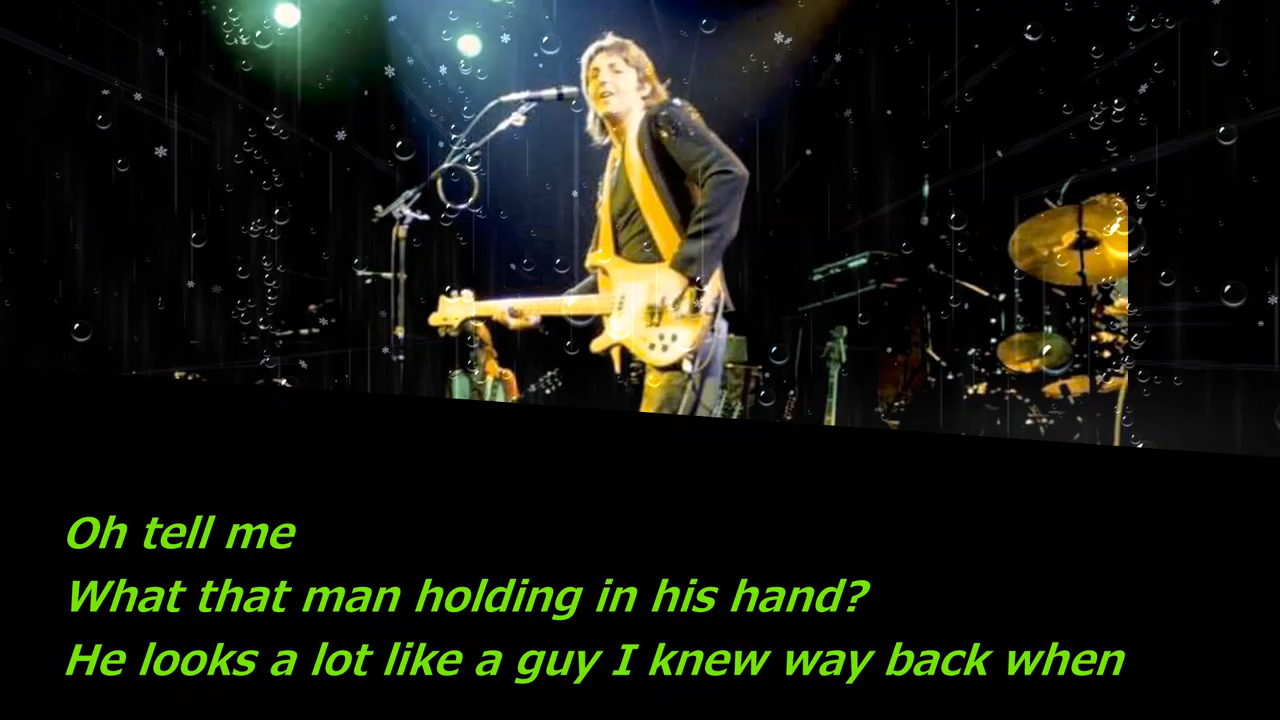 Oh tell me
What that man holding in his hand?
He looks a lot like a guy I knew way back when